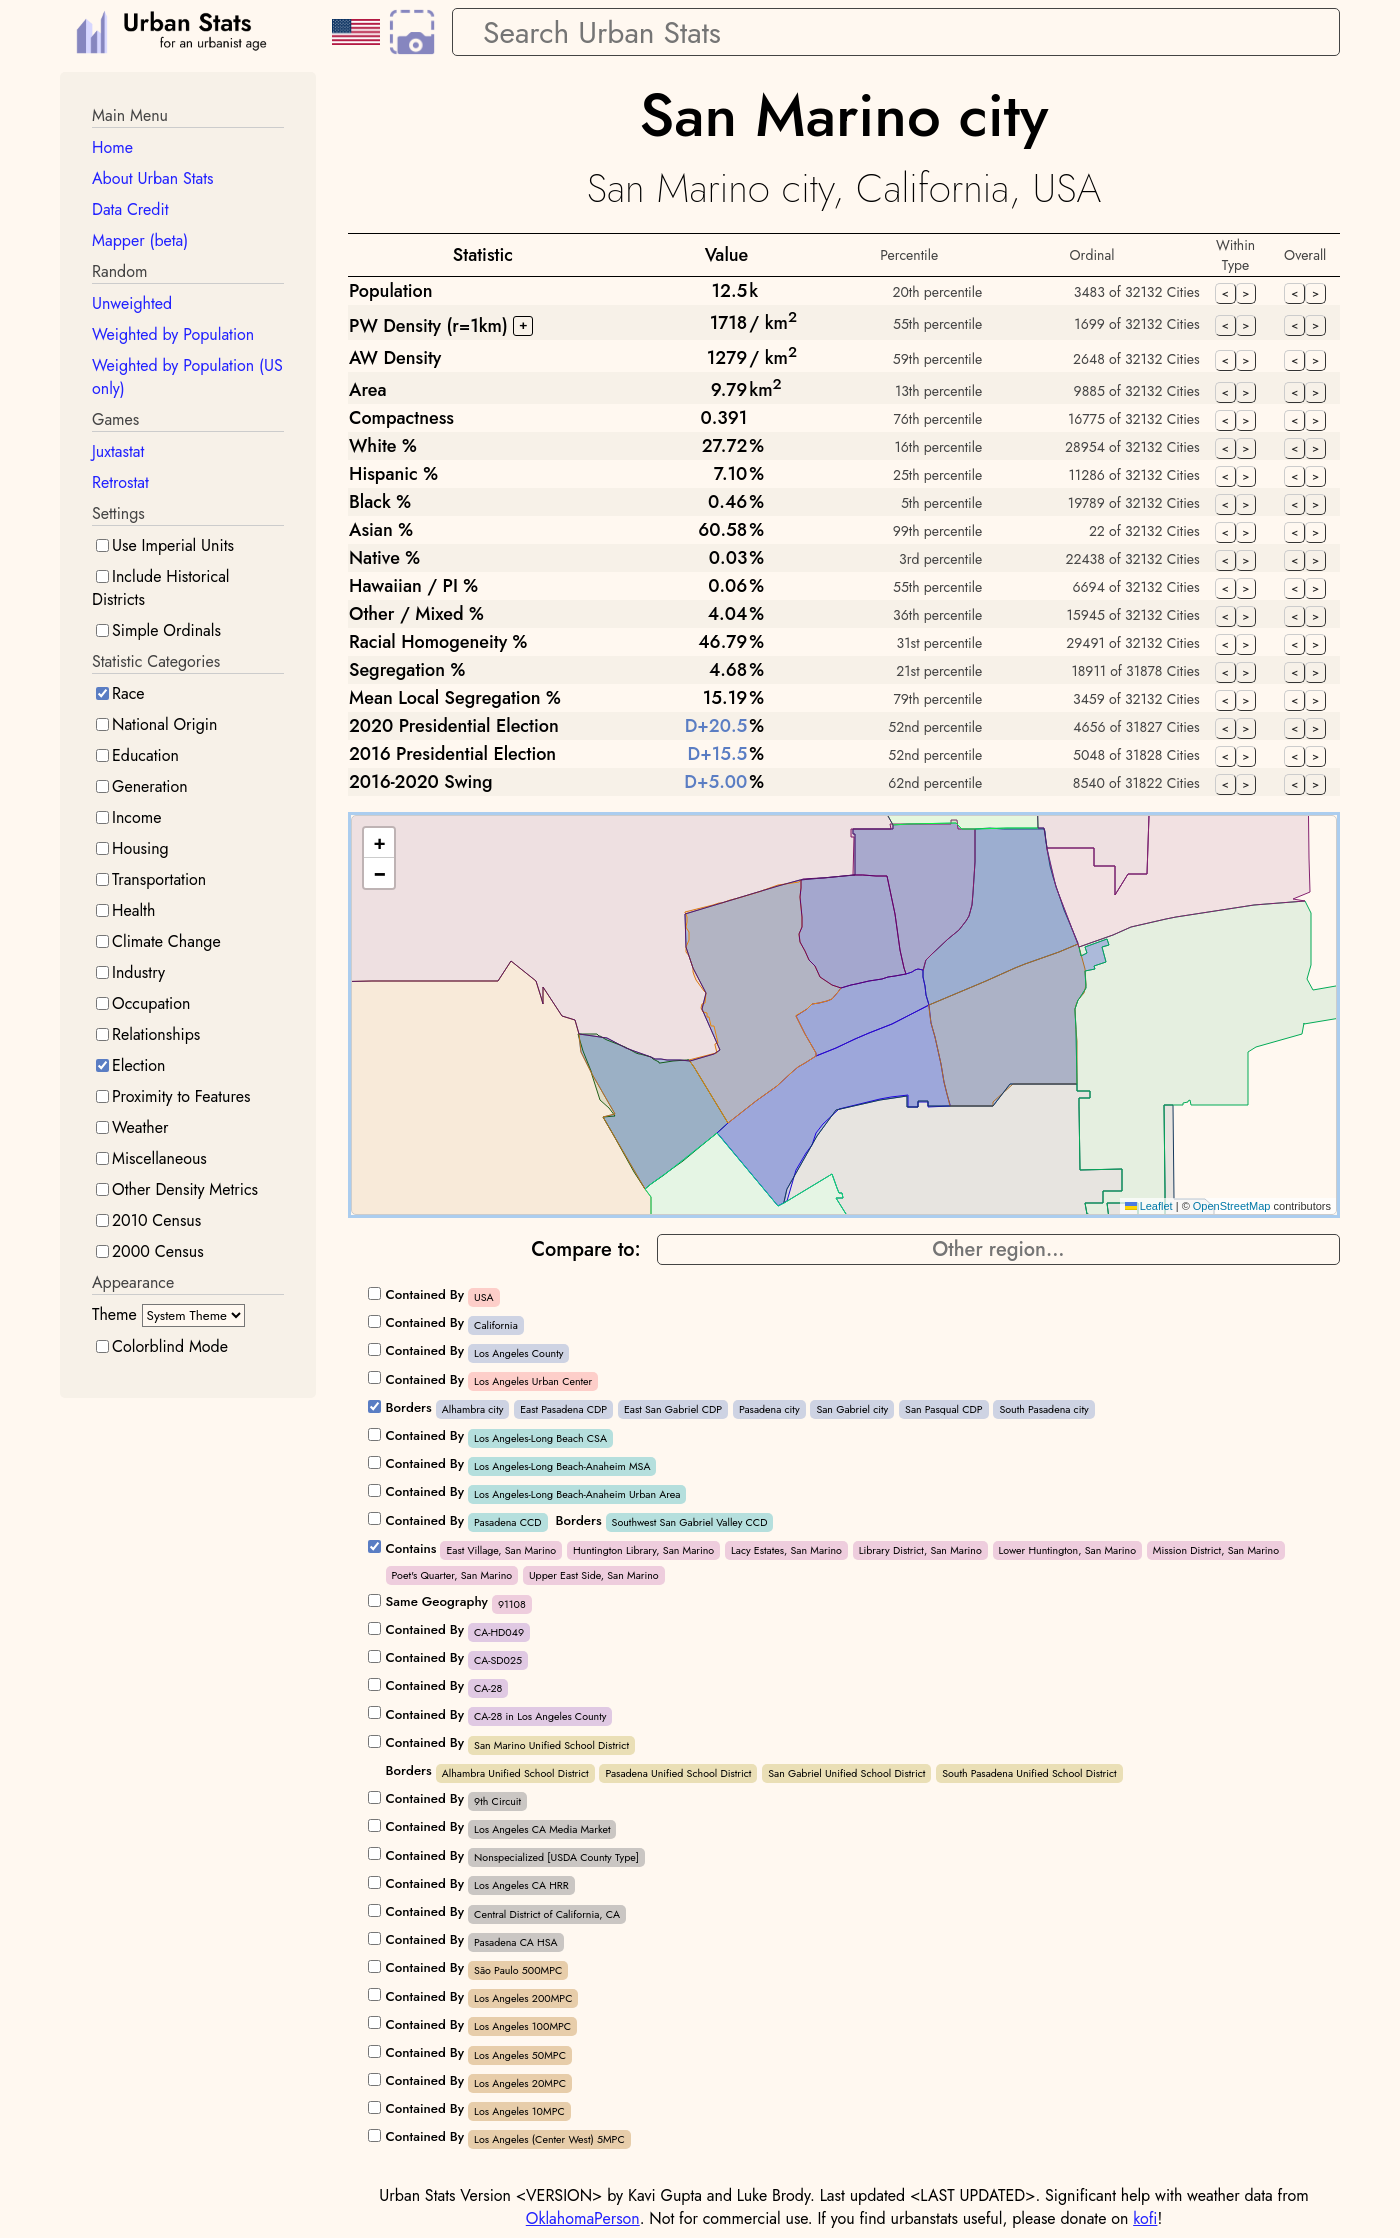 Urban Stats
for an urbanist age
Search Urban Stats
Main Menu
Home
About Urban Stats
Data Credit
Mapper (beta)
Random
Unweighted
Weighted by Population
Weighted by Population (US
only)
Games
Juxtastat
Retrostat
Settings
Use Imperial Units
Include Historical
Districts
Simple Ordinals
Statistic Categories
Race
National Origin
Education
Generation
Income
Housing
Transportation
Health
Climate Change
Industry
Occupation
Relationships
Election
Proximity to Features
Weather
Miscellaneous
Other Density Metrics
2010 Census
2000 Census
Appearance
Theme System Theme
Colorblind Mode
San Marino city
San Marino city, California, USA
Statistic Value Percentile Ordinal Within Type Overall
Population 12.5k 20th percentile 3483 of 32132 Cities < > < >
PW Density (r=1km) + 1718 / km2 55th percentile 1699 of 32132 Cities < > < >
AW Density 1279 / km2 59th percentile 2648 of 32132 Cities < > < >
Area 9.79 km2 13th percentile 9885 of 32132 Cities < > < >
Compactness 0.391 76th percentile 16775 of 32132 Cities < > < >
White % 27.72% 16th percentile 28954 of 32132 Cities < > < >
Hispanic % 7.10% 25th percentile 11286 of 32132 Cities < > < >
Black % 0.46% 5th percentile 19789 of 32132 Cities < > < >
Asian % 60.58% 99th percentile 22 of 32132 Cities < > < >
Native % 0.03% 3rd percentile 22438 of 32132 Cities < > < >
Hawaiian / PI % 0.06% 55th percentile 6694 of 32132 Cities < > < >
Other / Mixed % 4.04% 36th percentile 15945 of 32132 Cities < > < >
Racial Homogeneity % 46.79% 31st percentile 29491 of 32132 Cities < > < >
Segregation % 4.68% 21st percentile 18911 of 31878 Cities < > < >
Mean Local Segregation % 15.19% 79th percentile 3459 of 32132 Cities < > < >
2020 Presidential Election D+20.5% 52nd percentile 4656 of 31827 Cities < > < >
2016 Presidential Election D+15.5% 52nd percentile 5048 of 31828 Cities < > < >
2016-2020 Swing D+5.00% 62nd percentile 8540 of 31822 Cities < > < >
+
−
Leaflet | © OpenStreetMap contributors
Compare to: Other region...
Contained By USA
Contained By California
Contained By Los Angeles County
Contained By Los Angeles Urban Center
Borders Alhambra city East Pasadena CDP East San Gabriel CDP Pasadena city San Gabriel city San Pasqual CDP South Pasadena city
Contained By Los Angeles-Long Beach CSA
Contained By Los Angeles-Long Beach-Anaheim MSA
Contained By Los Angeles-Long Beach-Anaheim Urban Area
Contained By Pasadena CCD Borders Southwest San Gabriel Valley CCD
Contains East Village, San Marino Huntington Library, San Marino Lacy Estates, San Marino Library District, San Marino Lower Huntington, San Marino Mission District, San Marino
Poet's Quarter, San Marino Upper East Side, San Marino
Same Geography 91108
Contained By CA-HD049
Contained By CA-SD025
Contained By CA-28
Contained By CA-28 in Los Angeles County
Contained By San Marino Unified School District
Borders Alhambra Unified School District Pasadena Unified School District San Gabriel Unified School District South Pasadena Unified School District
Contained By 9th Circuit
Contained By Los Angeles CA Media Market
Contained By Nonspecialized [USDA County Type]
Contained By Los Angeles CA HRR
Contained By Central District of California, CA
Contained By Pasadena CA HSA
Contained By São Paulo 500MPC
Contained By Los Angeles 200MPC
Contained By Los Angeles 100MPC
Contained By Los Angeles 50MPC
Contained By Los Angeles 20MPC
Contained By Los Angeles 10MPC
Contained By Los Angeles (Center West) 5MPC
Urban Stats Version <VERSION> by Kavi Gupta and Luke Brody. Last updated <LAST UPDATED>. Significant help with weather data from
OklahomaPerson. Not for commercial use. If you find urbanstats useful, please donate on kofi!